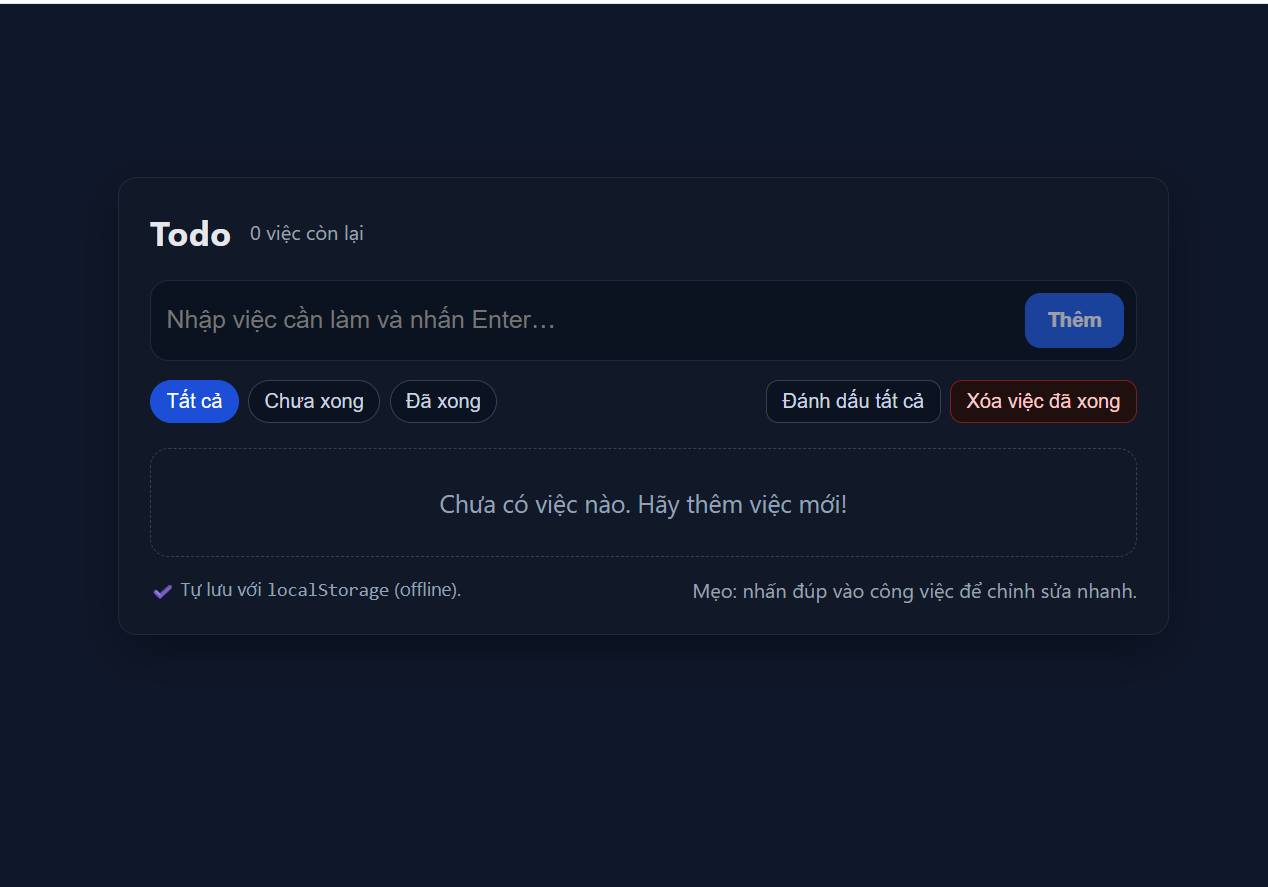 Todo 0 việc còn lại
Nhập việc cần làm và nhấn Enter…
Thêm
Tất cả Chưa xong Đã xong Đánh dấu tất cả Xóa việc đã xong
Chưa có việc nào. Hãy thêm việc mới!
Tự lưu với localStorage (offline). Mẹo: nhấn đúp vào công việc để chỉnh sửa nhanh.